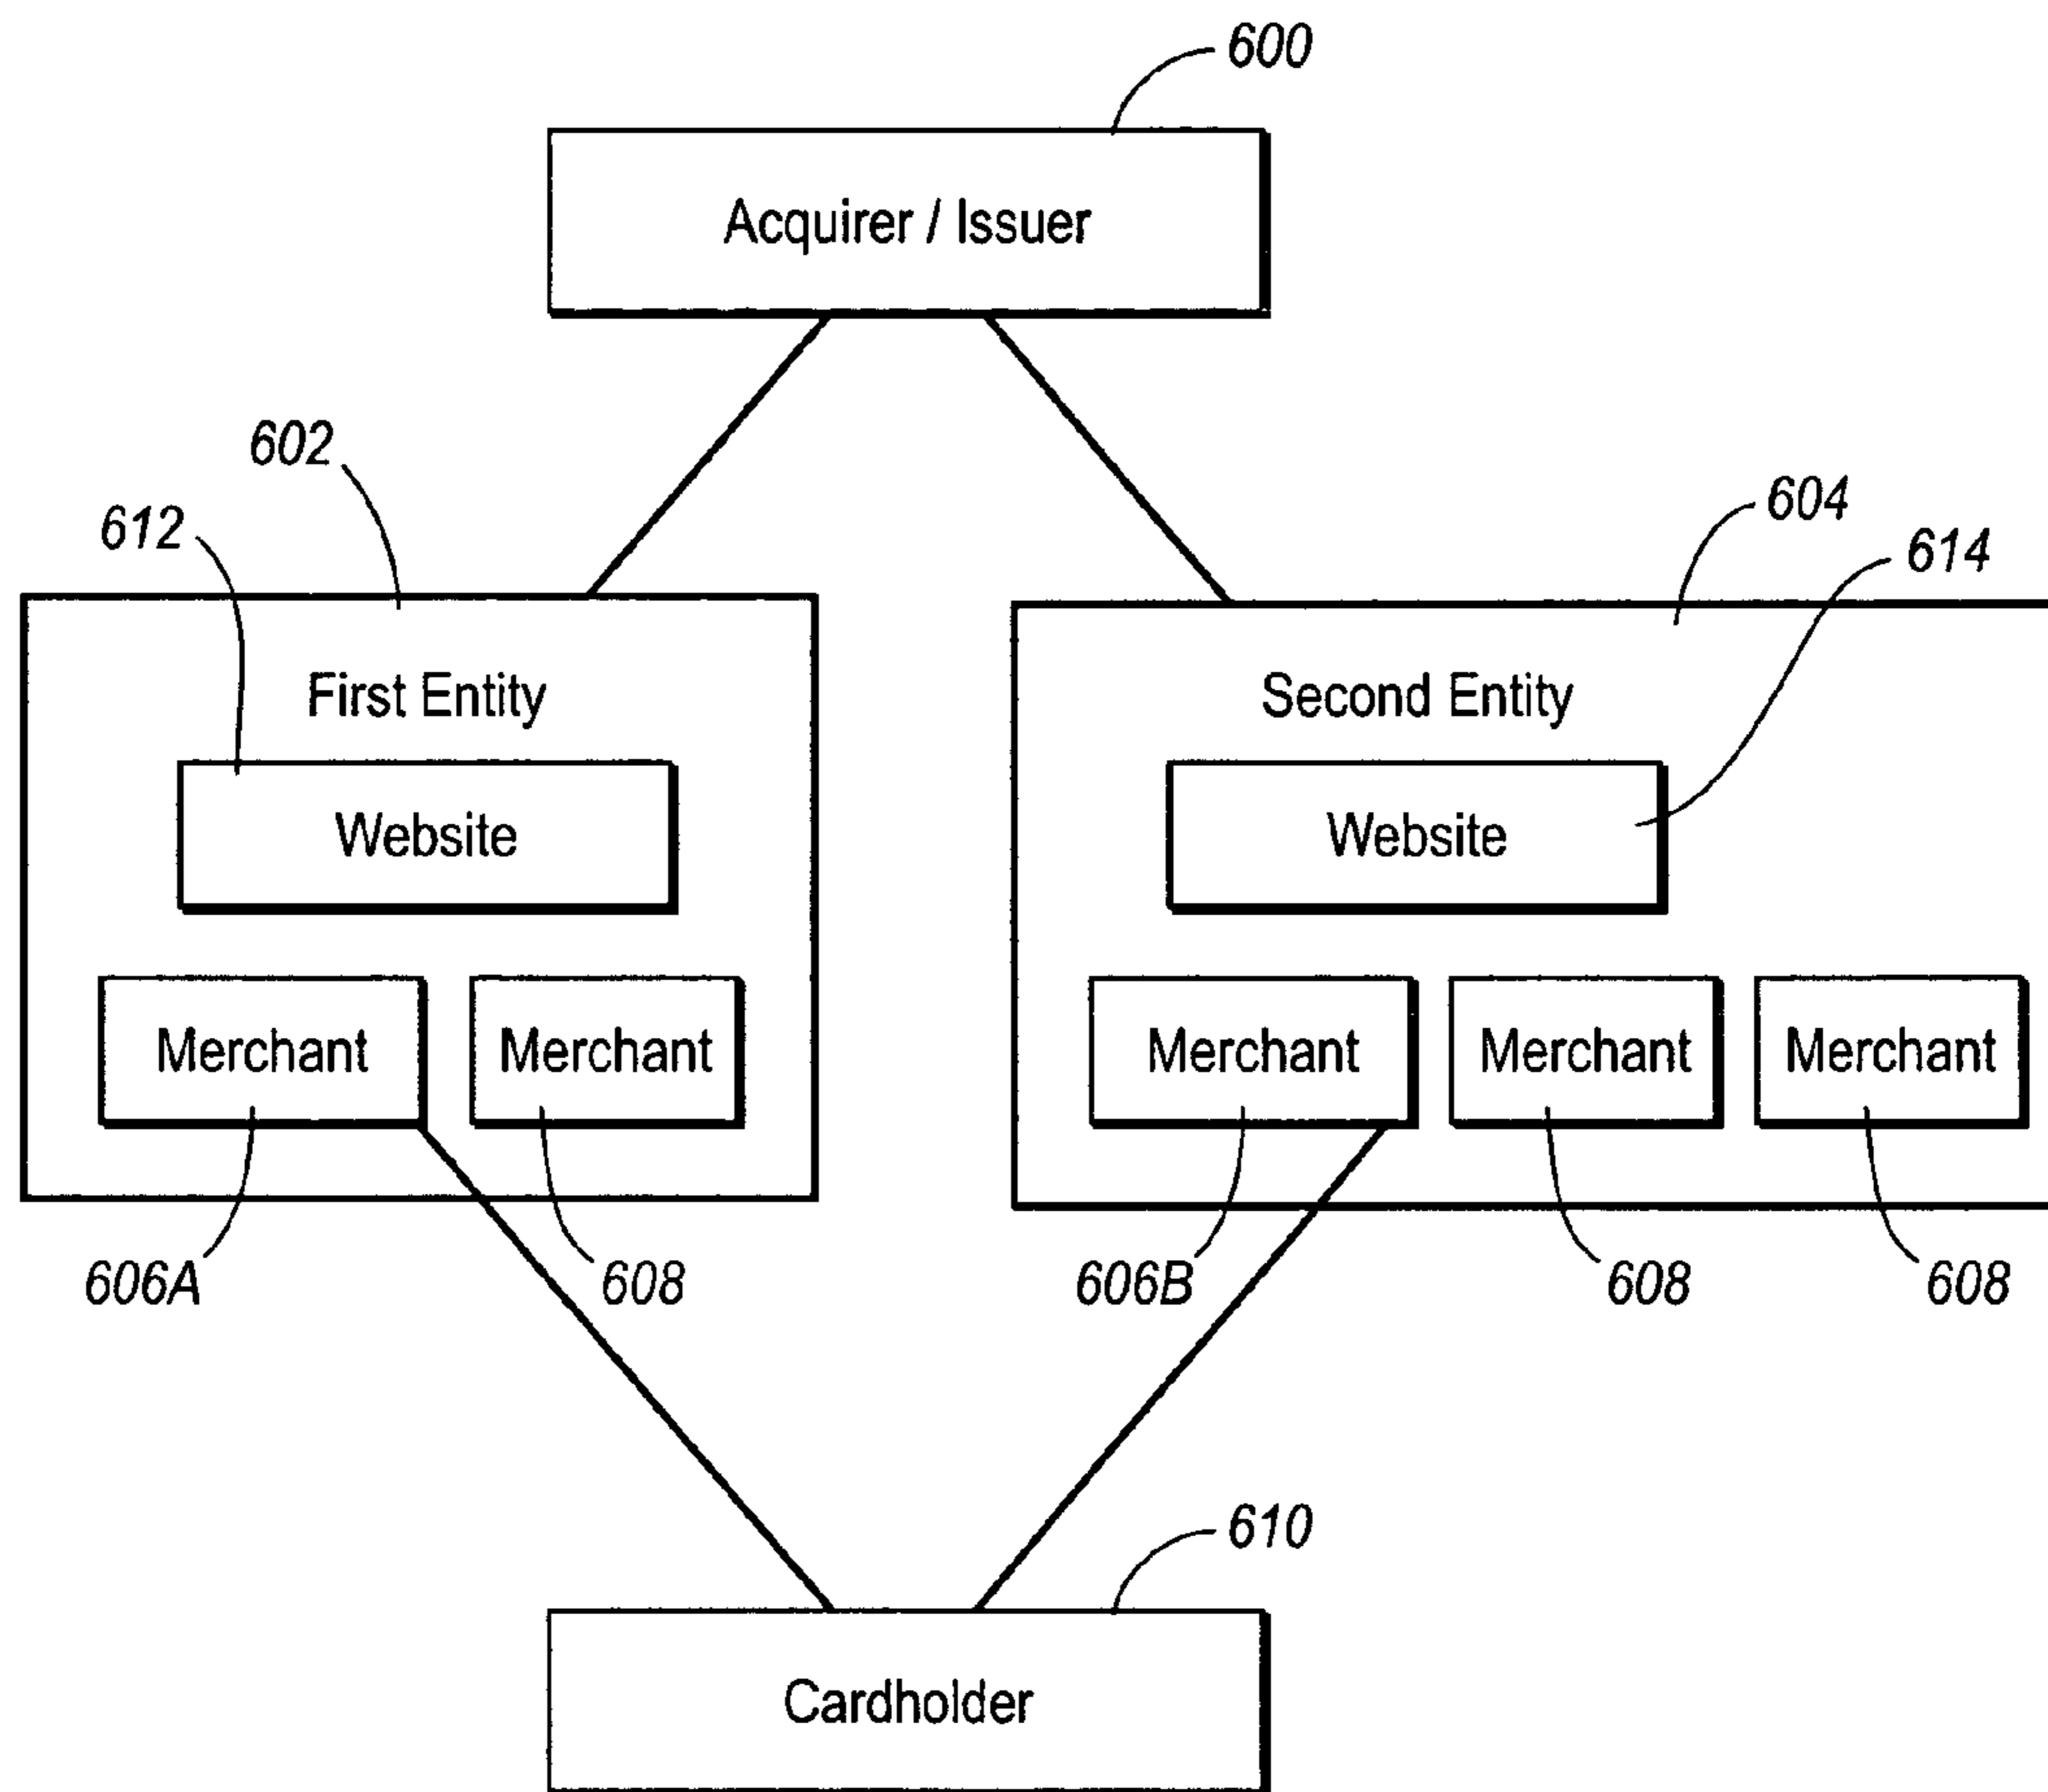 600
Acquirer / Issuer
602
604
612
614
First Entity
Second Entity
Website
Website
Merchant
Merchant
Merchant
Merchant
Merchant
606A
608
606B
608
608
610
Cardholder